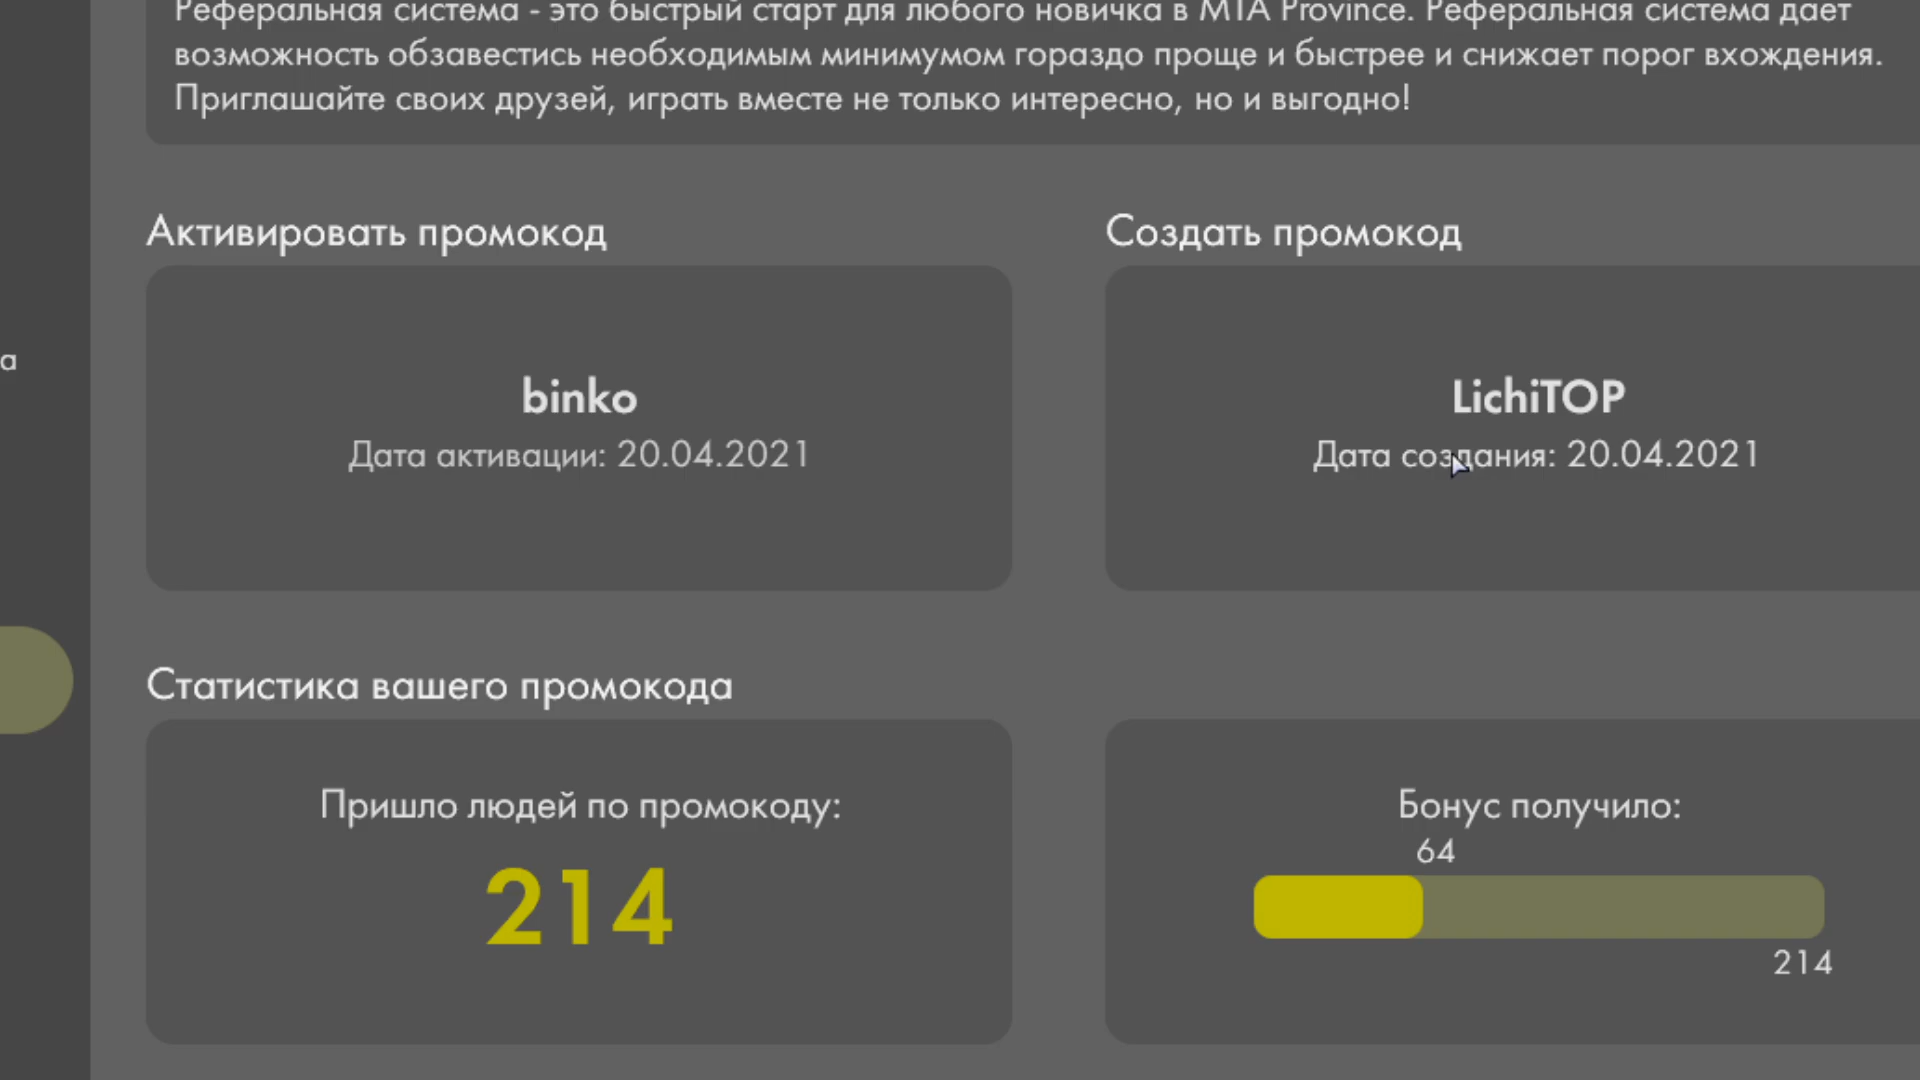 Реферальная система - это быстрый старт для любого новичка в MTA Province. Реферальная система дает
возможность обзавестись необходимым минимумом гораздо проще и быстрее и снижает порог вхождения.
Приглашайте своих друзей, играть вместе не только интересно, но и выгодно!
Активировать промокод
Создать промокод
а
binko
Дата активации: 20.04.2021
LichiTOP
Дата создания: 20.04.2021
Статистика вашего промокода
Пришло людей по промокоду:
214
Бонус получило:
64
214